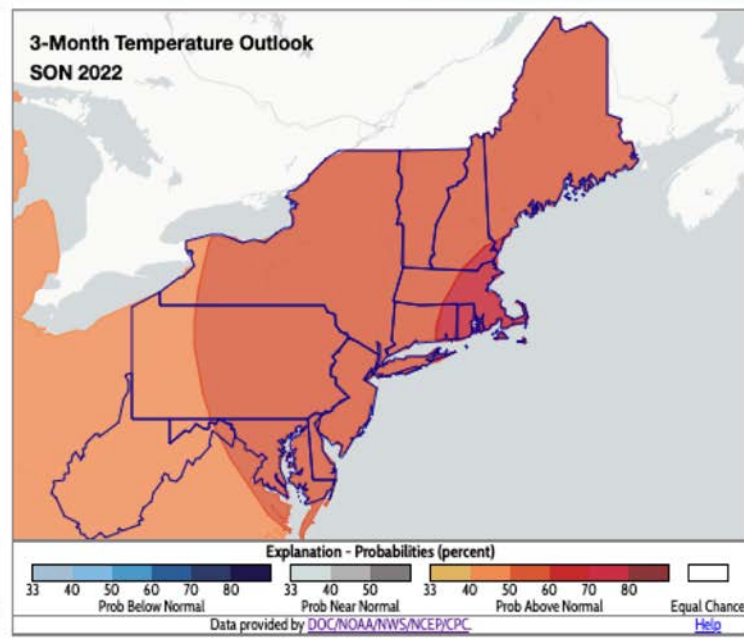 3-Month Temperature Outlook
SON 2022
Explanation - Probabilities (percent)
33 40 50 60 70 80 33 40 50 33 40 50 60 70 80
Prob Below Normal Prob Near Normal Prob Above Normal Equal Chance
Data provided by DOC/NOAA/NWS/NCEP/CPC. Help